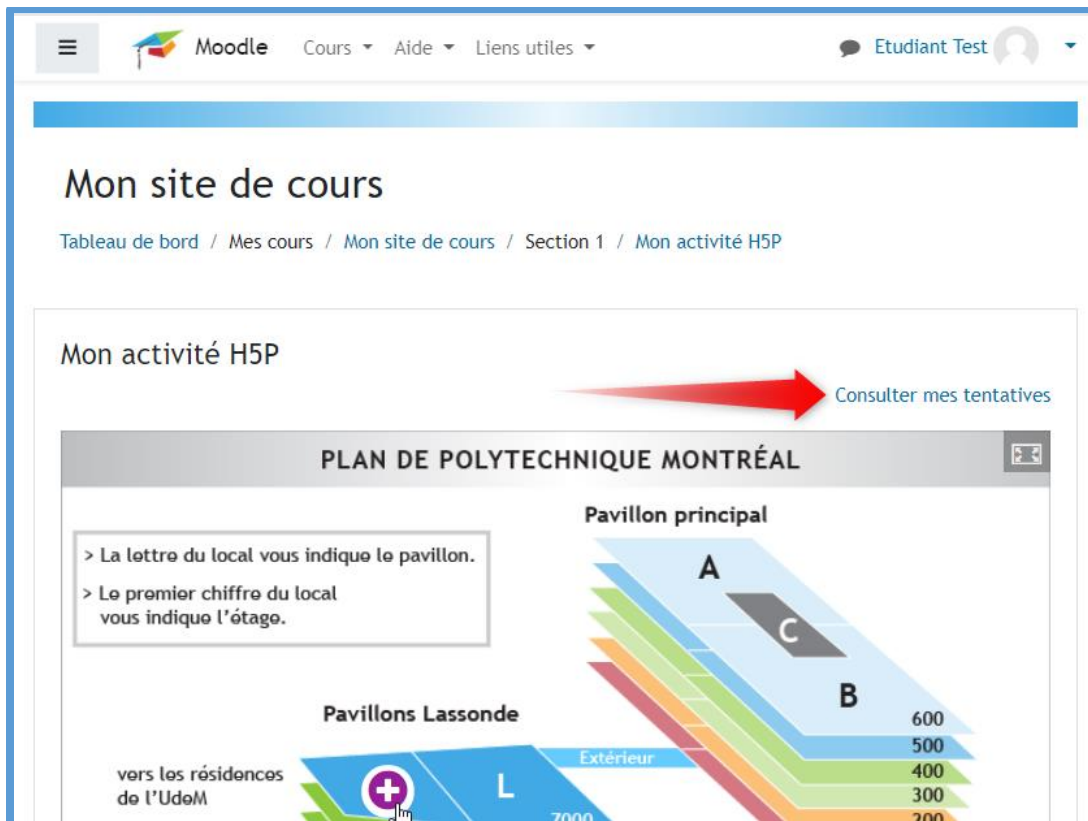 Moodle Cours Aide Liens utiles Etudiant Test
Mon site de cours
Tableau de bord / Mes cours / Mon site de cours / Section 1 / Mon activité H5P
Mon activité H5P
Consulter mes tentatives
PLAN DE POLYTECHNIQUE MONTRÉAL
Pavillon principal
> La lettre du local vous indique le pavillon.
> Le premier chiffre du local
vous indique l'étage.
A
C
B
600
500
400
300
200
Pavillons Lassonde
Extérieur
vers les résidences
de l'UdeM
L
7000